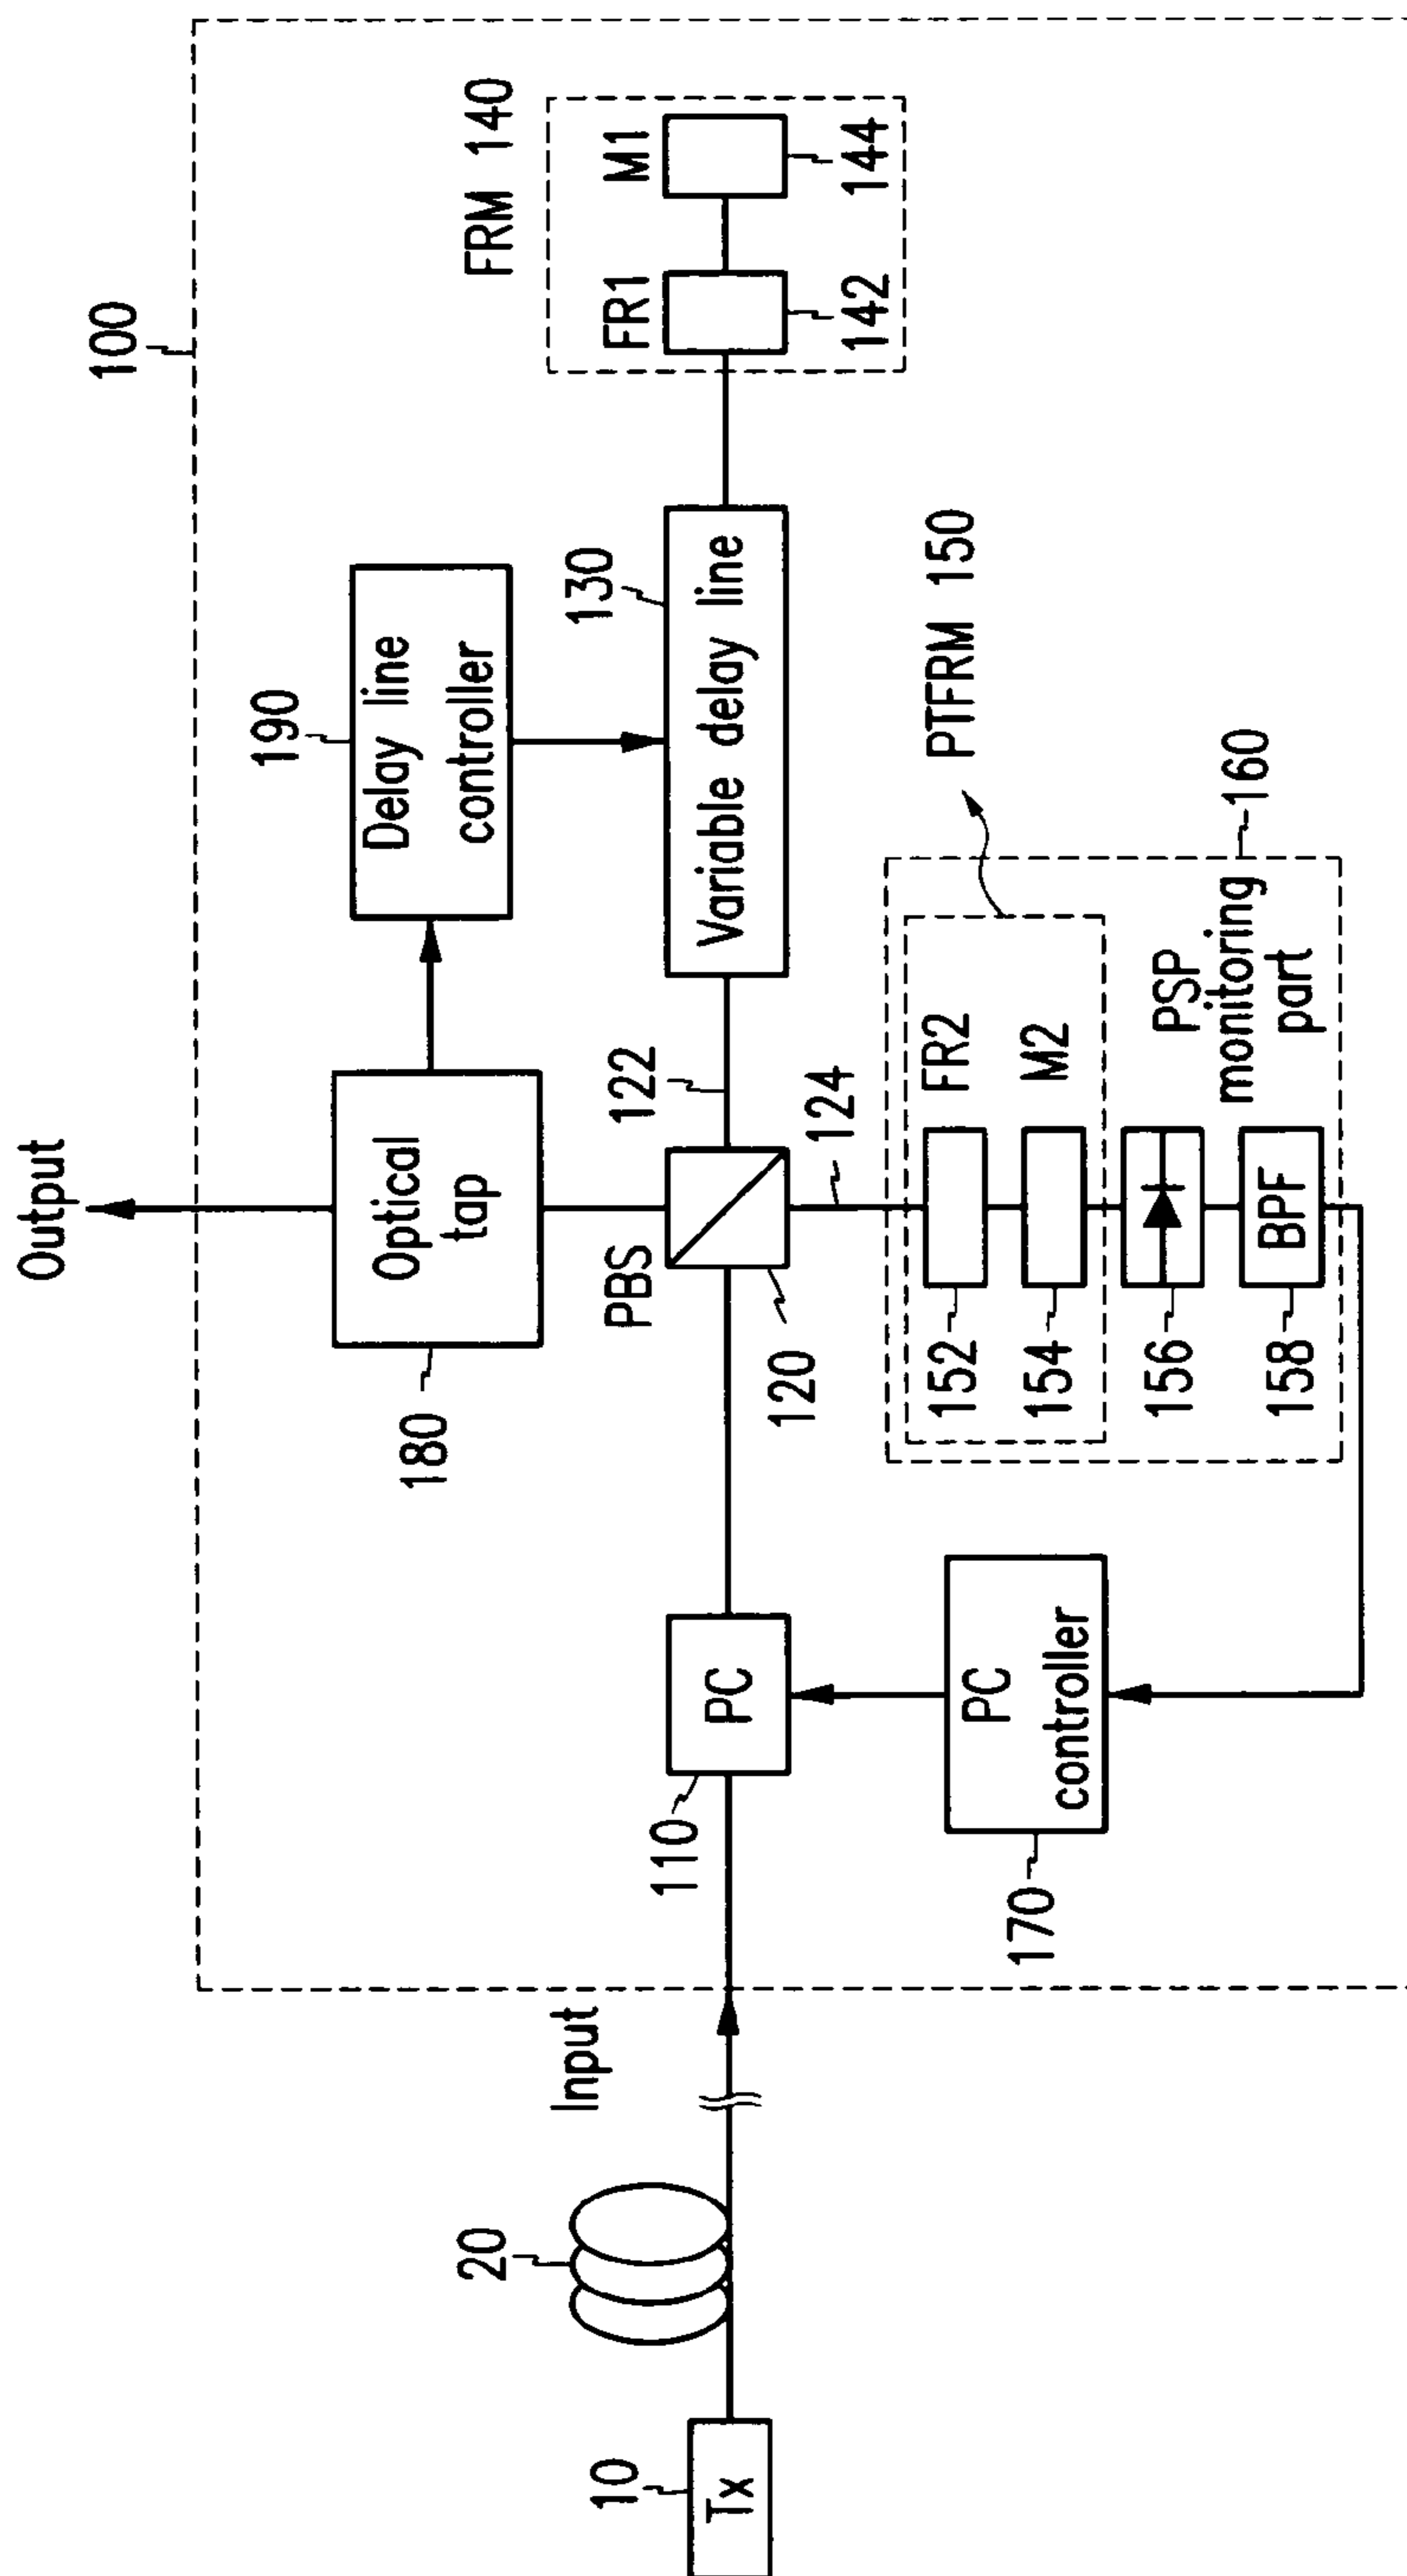 100
Output
180
Optical
tap
190
Delay line
controller
FRM 140
FR1
M1
142
144
10
Tx
20
Input
110
PC
PBS
120
122
130
Variable delay line
124
PTFRM 150
170
PC
controller
152
FR2
154
M2
156
158
BPF
PSP
monitoring
part
160